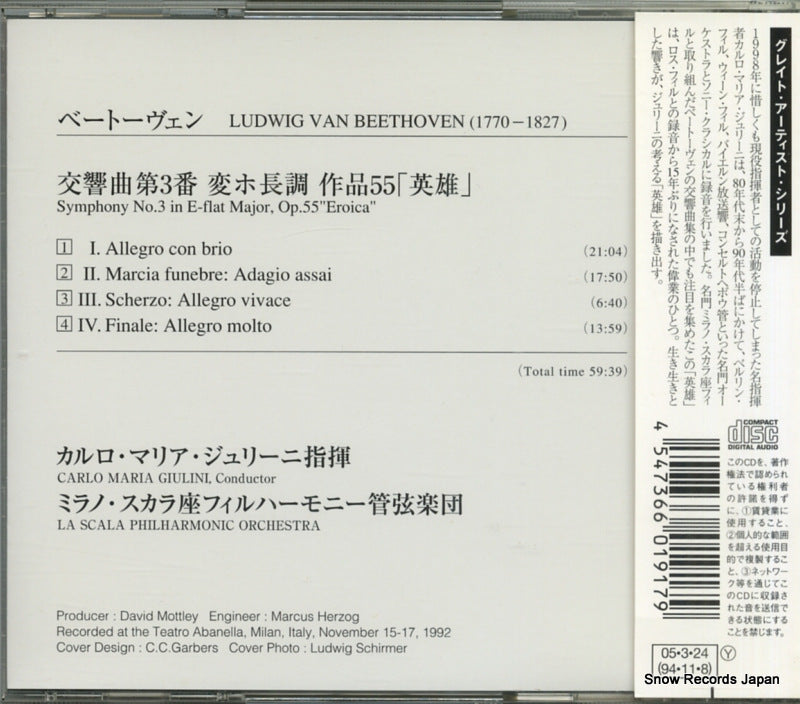 ベートーヴェン LUDWIG VAN BEETHOVEN (1770－1827)
交響曲第3番 変ホ長調 作品55「英雄」
Symphony No.3 in E-flat Major, Op.55"Eroica"
1 I. Allegro con brio (21:04)
2 II. Marcia funebre: Adagio assai (17:50)
3 III. Scherzo: Allegro vivace (6:40)
4 IV. Finale: Allegro molto (13:59)
(Total time 59:39)
カルロ・マリア・ジュリーニ指揮
CARLO MARIA GIULINI, Conductor
ミラノ・スカラ座フィルハーモニー管弦楽団
LA SCALA PHILHARMONIC ORCHESTRA
Producer : David Mottley Engineer : Marcus Herzog
Recorded at the Teatro Abanella, Milan, Italy, November 15-17, 1992
Cover Design : C.C.Garbers Cover Photo : Ludwig Schirmer
グレイト・アーティスト・シリーズ
1998年に惜しくも現役指揮者としての活動を停止してしまった名指揮
者カルロ・マリア・ジュリーニは、80年代末から90年代半ばにかけて、ベルリン・
フィル、ウィーン・フィル、バイエルン放送響、コンセルトヘボウ管といった名門オー
ケストラとソニー・クラシカルに録音を行いました。名門ミラノ・スカラ座フィ
ルと取り組んだベートーヴェンの交響曲集の中でも注目を集めたこの「英雄」
は、ロス・フィルとの録音から15年ぶりになされた偉業のひとつ。生き生きと
した響きが、ジュリーニの考える「英雄」を描き出す。
COMPACT
disc
DIGITAL AUDIO
4 547366 019179
このCDを、著作
権法で認められ
ている権利者
の許諾を得ず
に、①賃貸業に
使用すること、
②個人的な範囲
を超える使用目
的で複製するこ
と、③ネットワー
ク等を通じてこ
のCDに収録さ
れた音を送信で
きる状態にする
ことを禁じます。
05・3・24 Y
(94・11・8)
Snow Records Japan